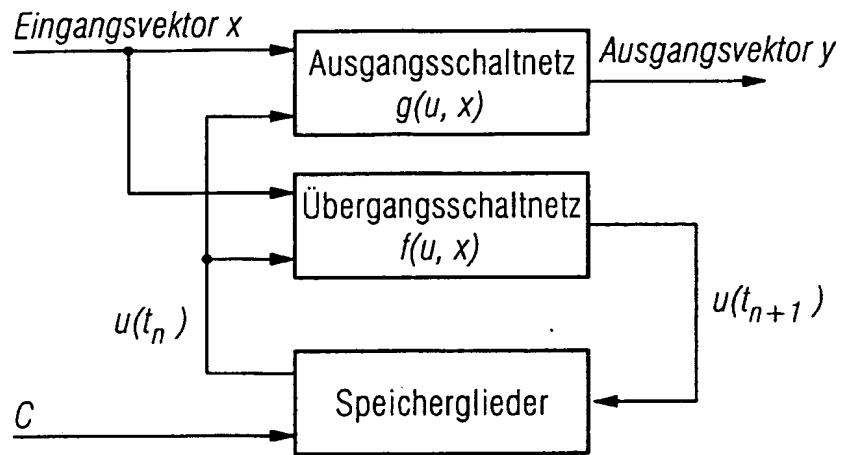 Eingangsvektor x
Ausgangsschaltnetz
g(u, x)
Ausgangsvektor y
Übergangsschaltnetz
f(u, x)
u(tₙ)
u(tₙ₊₁)
Speicherglieder
C